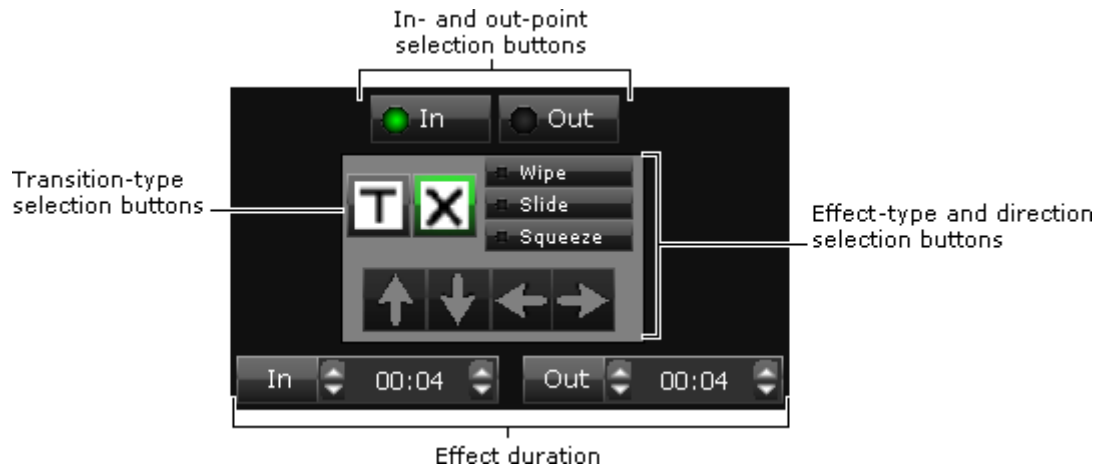 In- and out-point
selection buttons
In
Out
Transition-type
selection buttons
T
X
Wipe
Slide
Squeeze
Effect-type and direction
selection buttons
In
00:04
Out
00:04
Effect duration